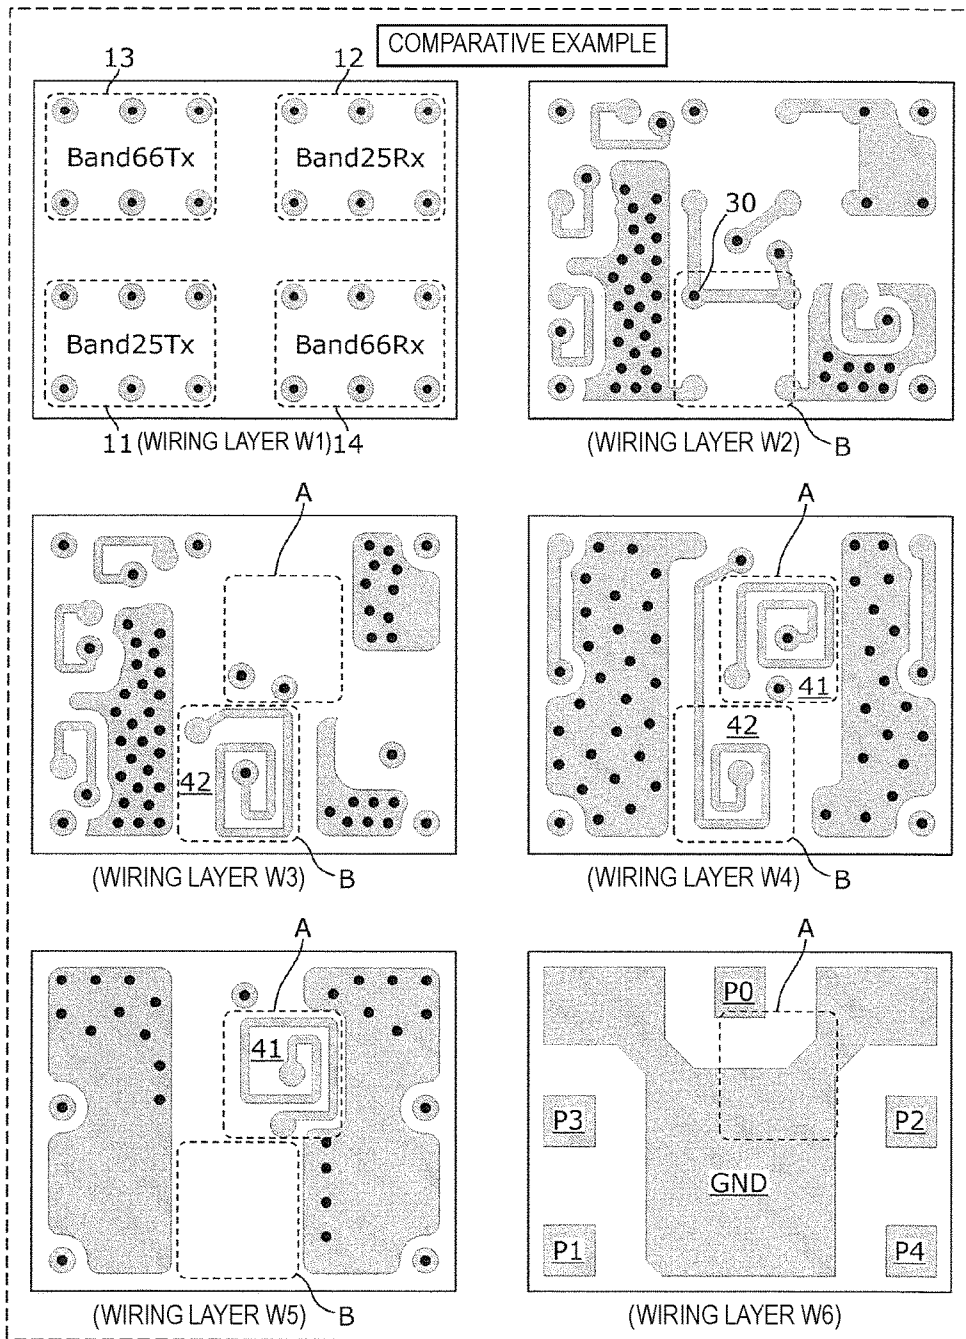 COMPARATIVE EXAMPLE
13
12
Band66Tx
Band25Rx
Band25Tx
Band66Rx
11 (WIRING LAYER W1) 14
30
(WIRING LAYER W2)
B
A
42
(WIRING LAYER W3)
B
A
41
42
(WIRING LAYER W4)
B
A
41
(WIRING LAYER W5)
B
A
P0
P3
P2
GND
P1
P4
(WIRING LAYER W6)